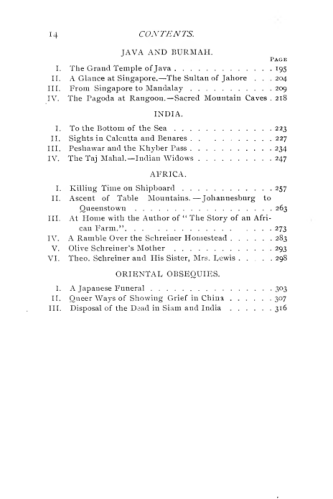 14 CONTENTS.
JAVA AND BURMAH.
PAGE
I. The Grand Temple of Java . . . . . . . . . . . . . 195
II. A Glance at Singapore.—The Sultan of Jahore . . . 204
III. From Singapore to Mandalay . . . . . . . . . . . 209
IV. The Pagoda at Rangoon.—Sacred Mountain Caves . 218
INDIA.
I. To the Bottom of the Sea . . . . . . . . . . . . . 223
II. Sights in Calcutta and Benares . . . . . . . . . . 227
III. Peshawar and the Khyber Pass . . . . . . . . . . 234
IV. The Taj Mahal.—Indian Widows . . . . . . . . . 247
AFRICA.
I. Killing Time on Shipboard . . . . . . . . . . . . 257
II. Ascent of Table Mountains.—Johannesburg to
Queenstown . . . . . . . . . . . . . . . . . 263
III. At Home with the Author of "The Story of an Afri-
can Farm." . . . . . . . . . . . . . . . . . 273
IV. A Ramble Over the Schreiner Homestead . . . . . . 283
V. Olive Schreiner's Mother . . . . . . . . . . . . . 293
VI. Theo. Schreiner and His Sister, Mrs. Lewis . . . . . 298
ORIENTAL OBSEQUIES.
I. A Japanese Funeral . . . . . . . . . . . . . . . . 303
II. Queer Ways of Showing Grief in China . . . . . . 307
III. Disposal of the Dead in Siam and India . . . . . . 316